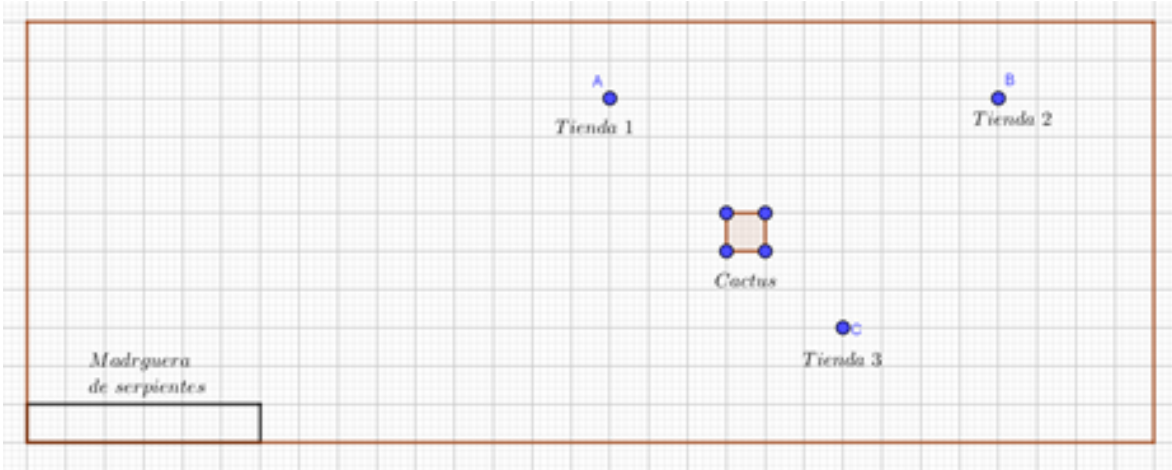 A
B
Tienda 1
Tienda 2
Cactus
C
Tienda 3
Madrguera
de serpientes